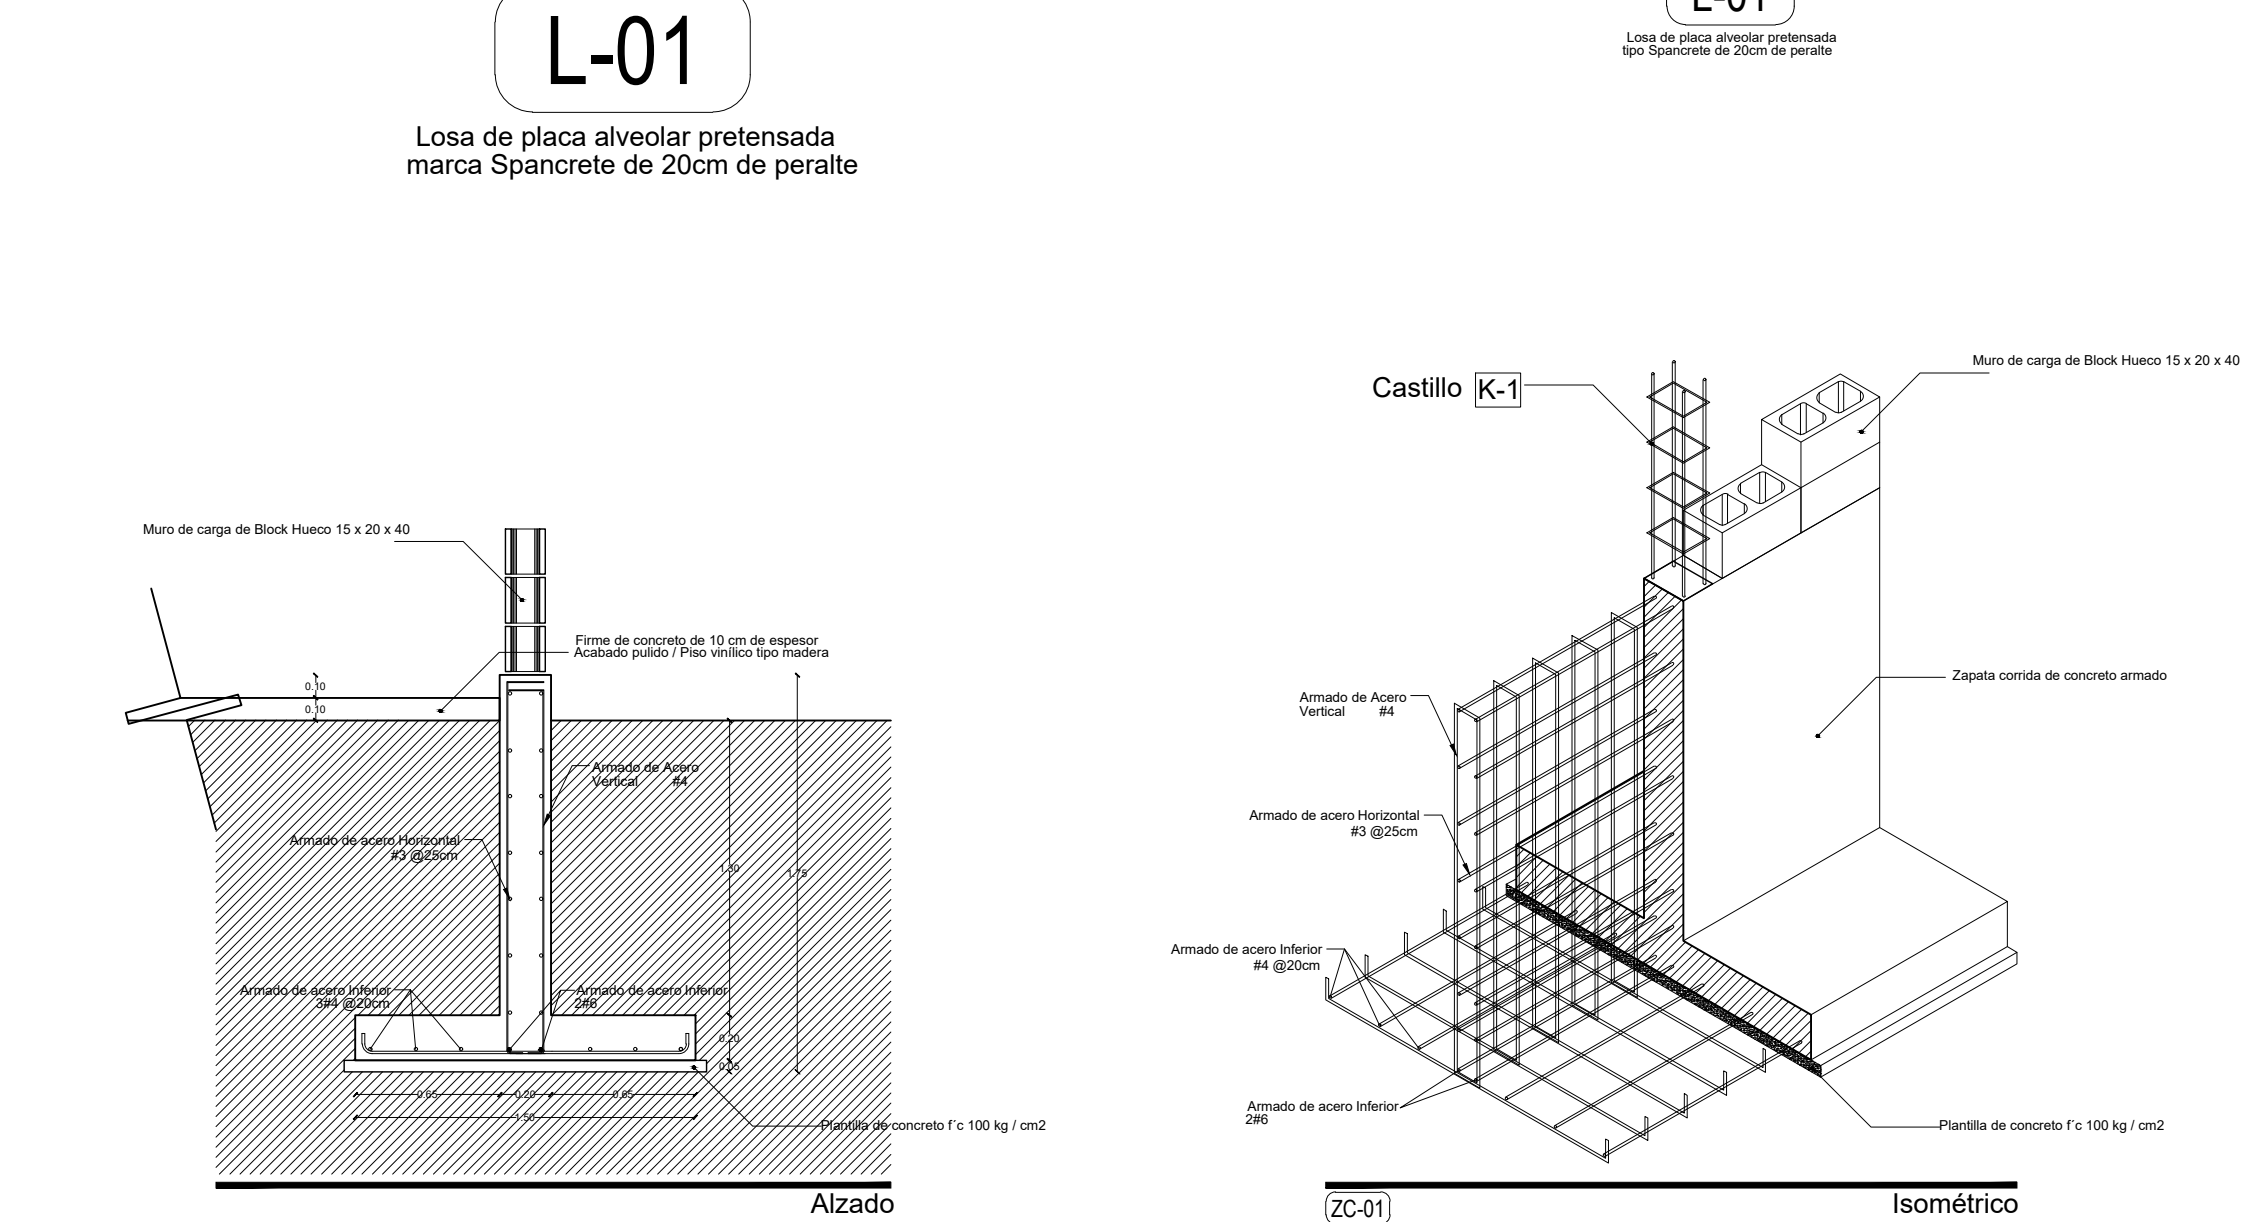 L-01
Losa de placa alveolar pretensada
marca Spancrete de 20cm de peralte
L-01
Losa de placa alveolar pretensada
tipo Spancrete de 20cm de peralte
Muro de carga de Block Hueco 15 x 20 x 40
Firme de concreto de 10 cm de espesor
Acabado pulido / Piso vinílico tipo madera
0.10
0.10
Armado de Acero
Vertical #4
Armado de acero Horizontal
#3 @25cm
1.30
1.75
Armado de acero Inferior
3#4 @20cm
Armado de acero Inferior
2#6
0.20
0.05
0.65
0.20
0.65
1.50
Plantilla de concreto f´c 100 kg / cm2
Alzado
Muro de carga de Block Hueco 15 x 20 x 40
Castillo K-1
Zapata corrida de concreto armado
Armado de Acero
Vertical #4
Armado de acero Horizontal
#3 @25cm
Armado de acero Inferior
#4 @20cm
Armado de acero Inferior
2#6
Plantilla de concreto f´c 100 kg / cm2
ZC-01
Isométrico